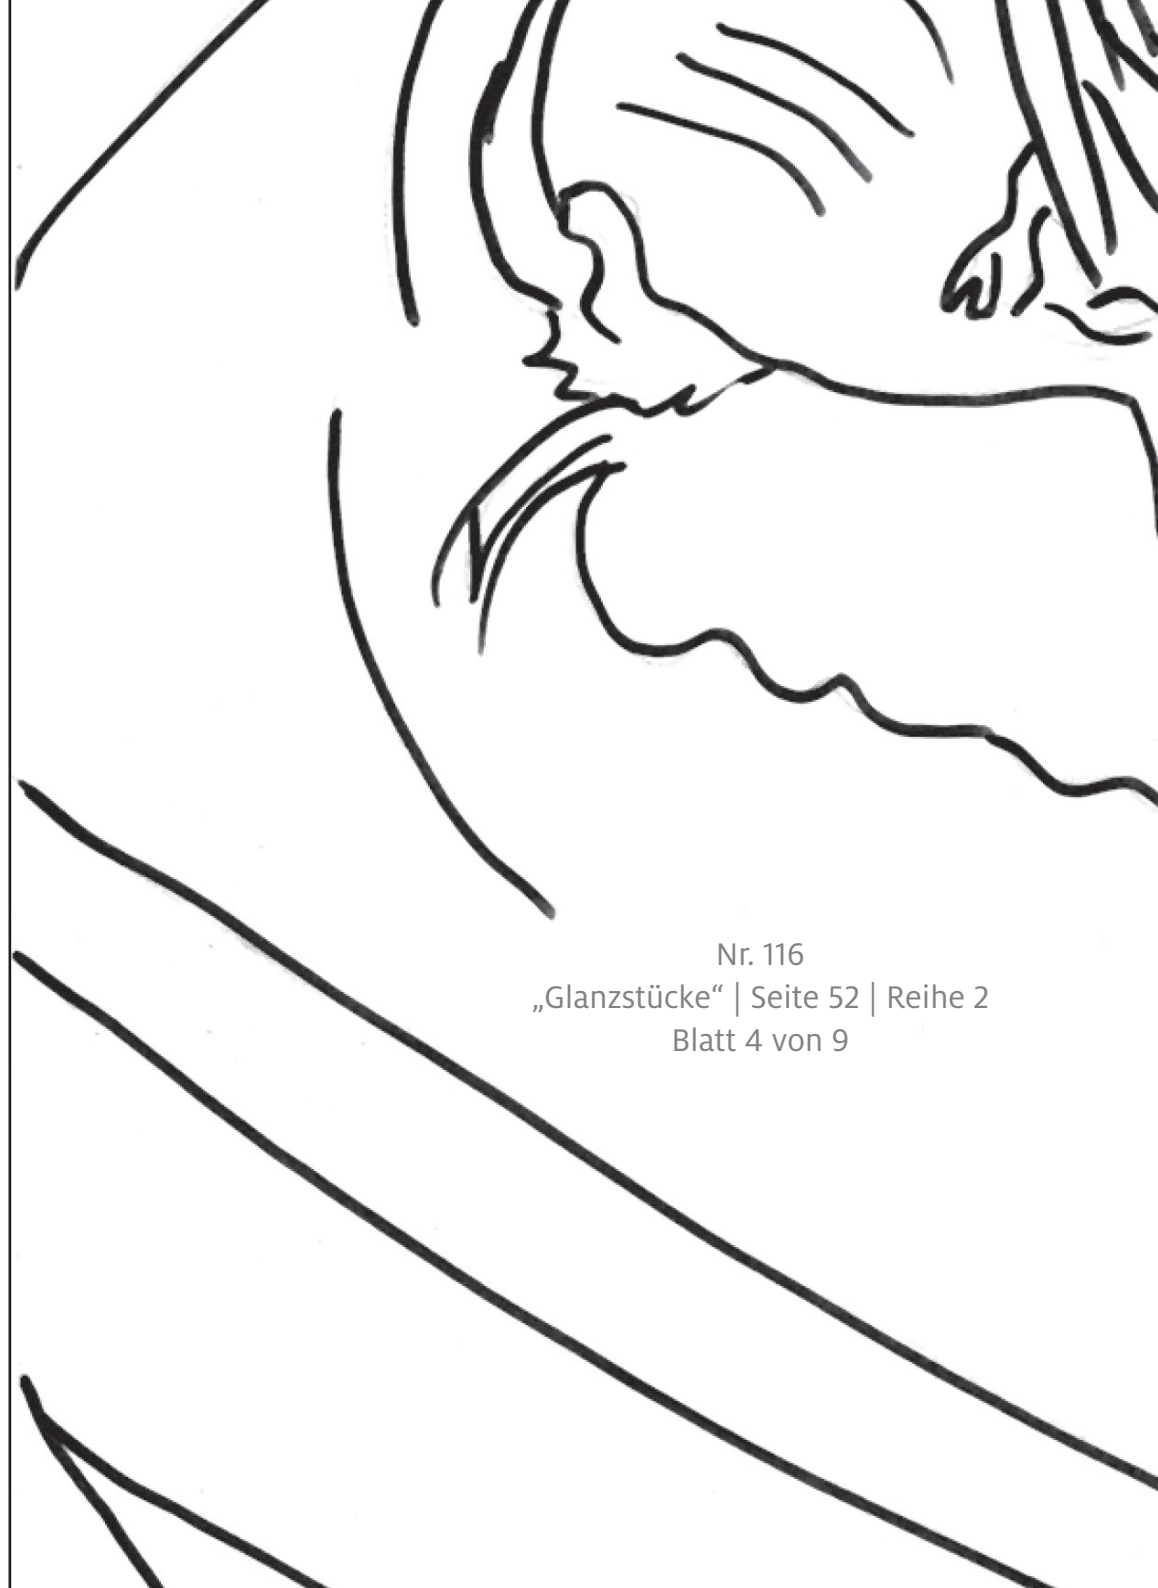 Nr. 116
„Glanzstücke“ | Seite 52 | Reihe 2
Blatt 4 von 9